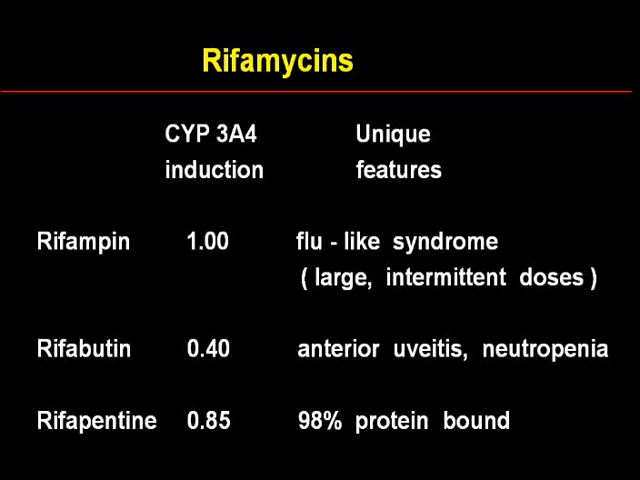 Rifamycins
CYP 3A4 Unique
induction features
Rifampin 1.00 flu - like syndrome
( large, intermittent doses )
Rifabutin 0.40 anterior uveitis, neutropenia
Rifapentine 0.85 98% protein bound